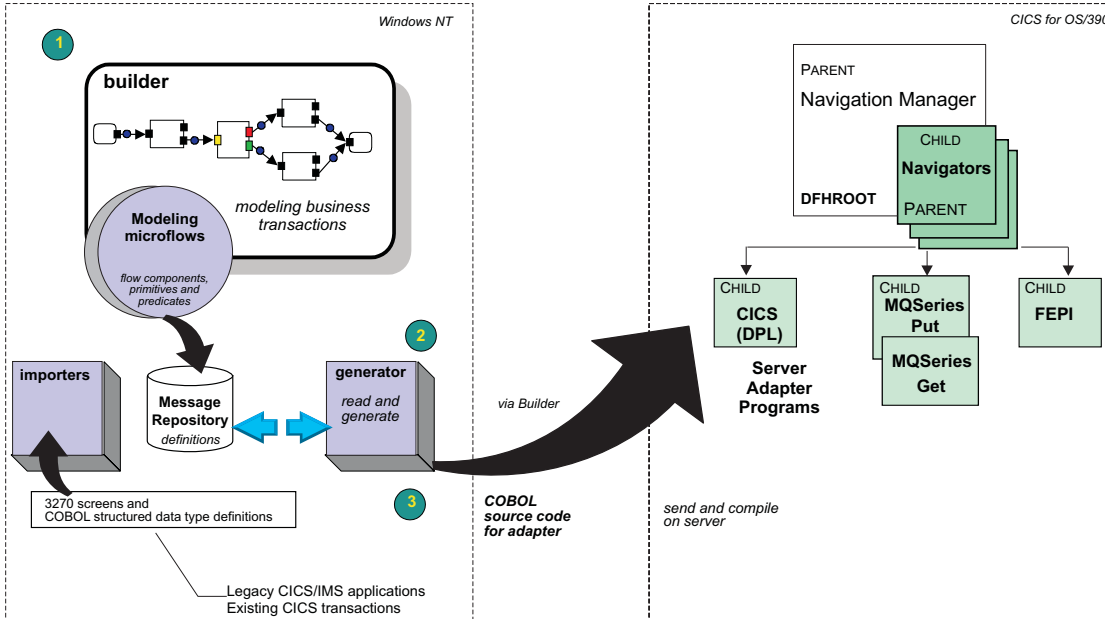 Windows NT
1
builder
modeling business
transactions
Modeling
microflows
flow components,
primitives and
predicates
2
importers
Message
Repository
definitions
generator
read and
generate
3
3270 screens and
COBOL structured data type definitions
Legacy CICS/IMS applications
Existing CICS transactions
via Builder
COBOL
source code
for adapter
CICS for OS/390
PARENT
Navigation Manager
DFHROOT
CHILD
Navigators
PARENT
CHILD
CICS
(DPL)
CHILD
MQSeries
Put
MQSeries
Get
CHILD
FEPI
Server
Adapter
Programs
send and compile
on server